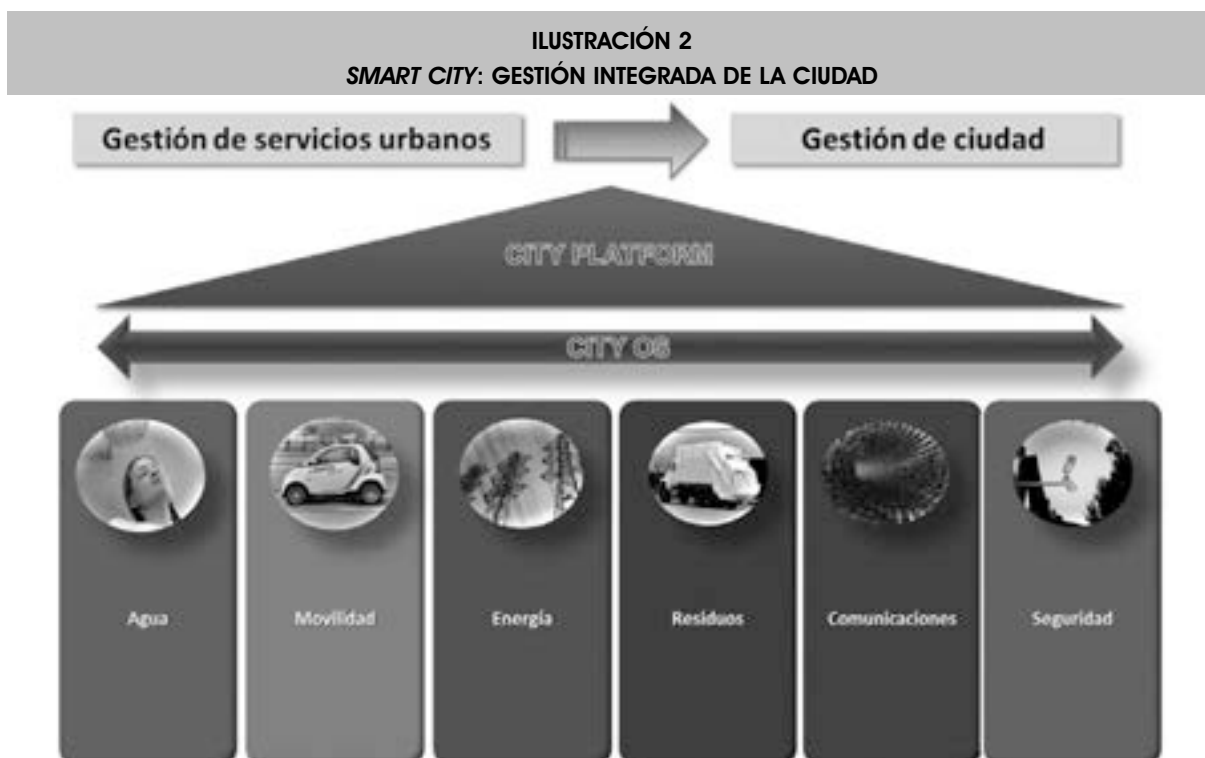 ILUSTRACIÓN 2
SMART CITY: GESTIÓN INTEGRADA DE LA CIUDAD
Gestión de servicios urbanos
Gestión de ciudad
CITY PLATFORM
CITY OS
Agua
Movilidad
Energía
Residuos
Comunicaciones
Seguridad